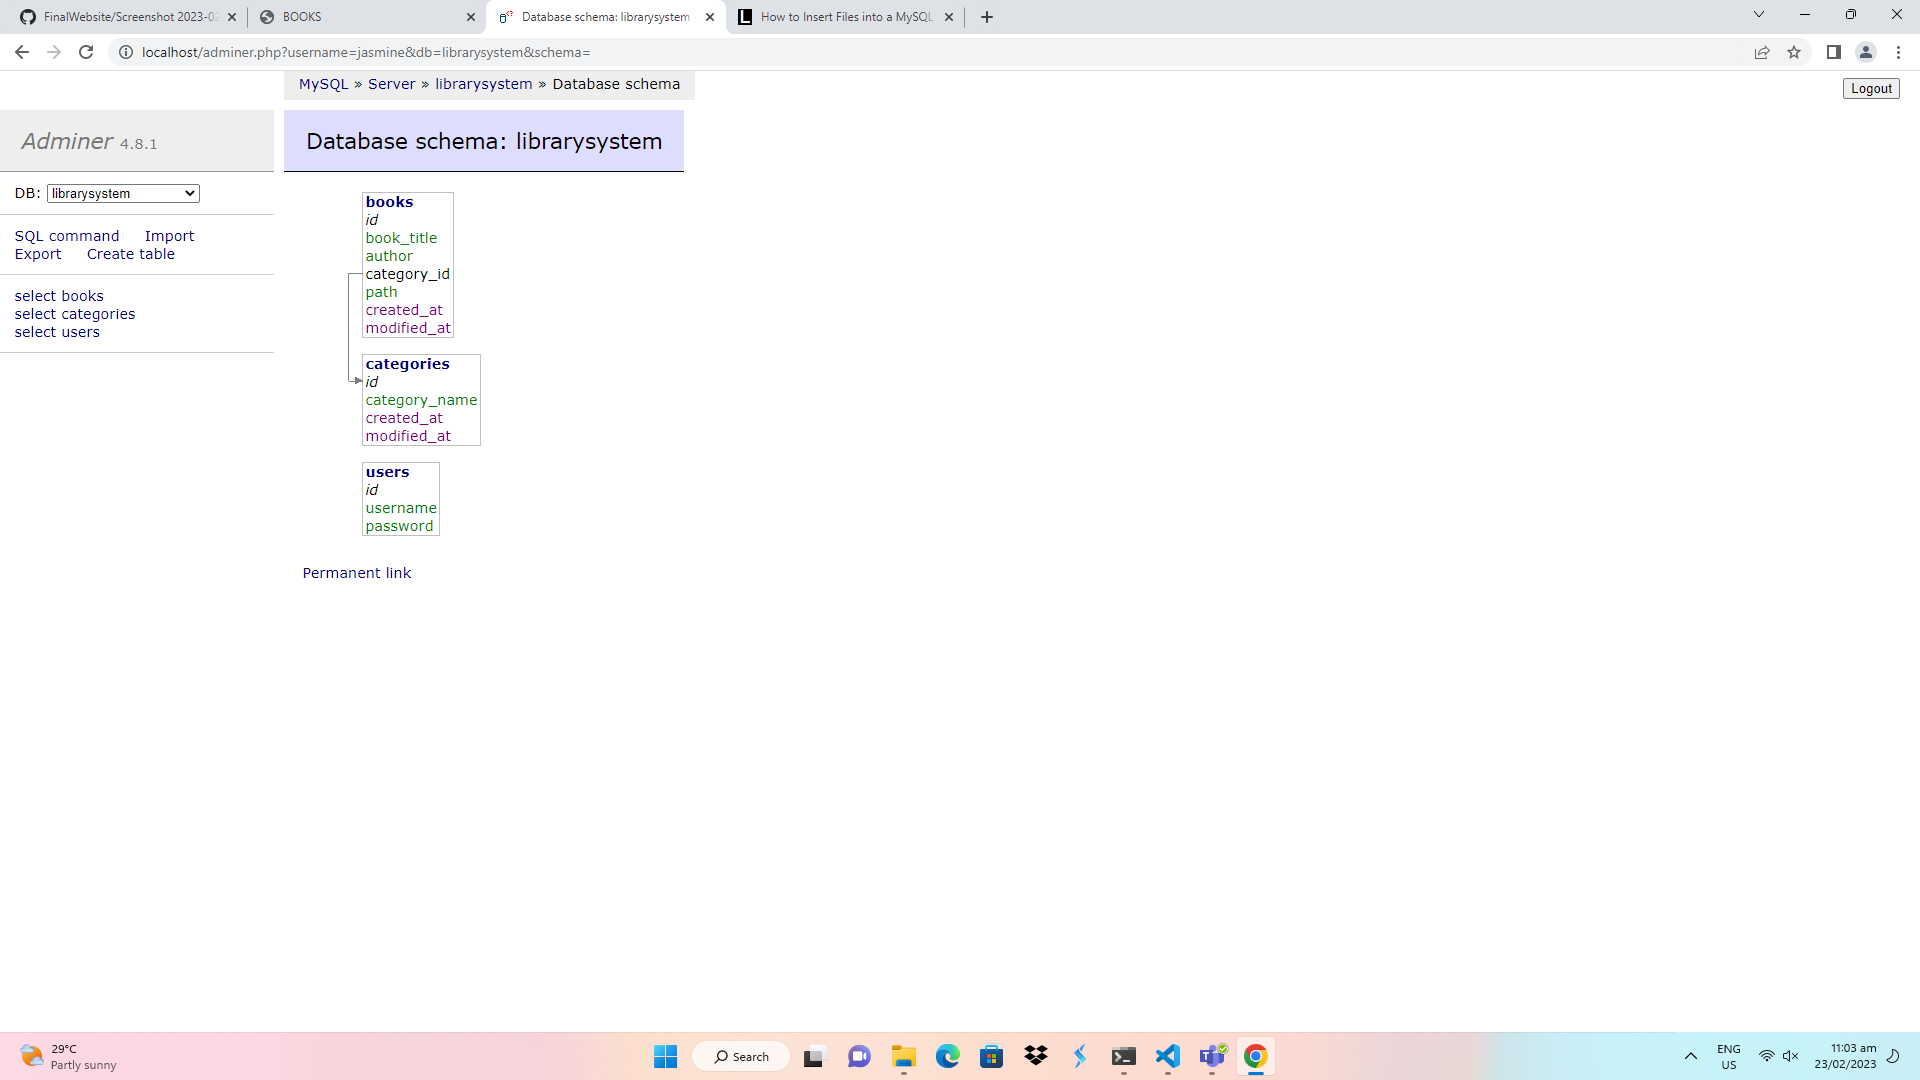 FinalWebsite/Screenshot 2023-02
BOOKS
Database schema: librarysystem
How to Insert Files into a MySQL
localhost/adminer.php?username=jasmine&db=librarysystem&schema=
MySQL » Server » librarysystem » Database schema
Logout
Adminer 4.8.1
Database schema: librarysystem
DB: librarysystem
SQL command Import
Export Create table
select books
select categories
select users
books
id
book_title
author
category_id
path
created_at
modified_at
categories
id
category_name
created_at
modified_at
users
id
username
password
Permanent link
29°C
Partly sunny
Search
ENG
US
11:03 am
23/02/2023